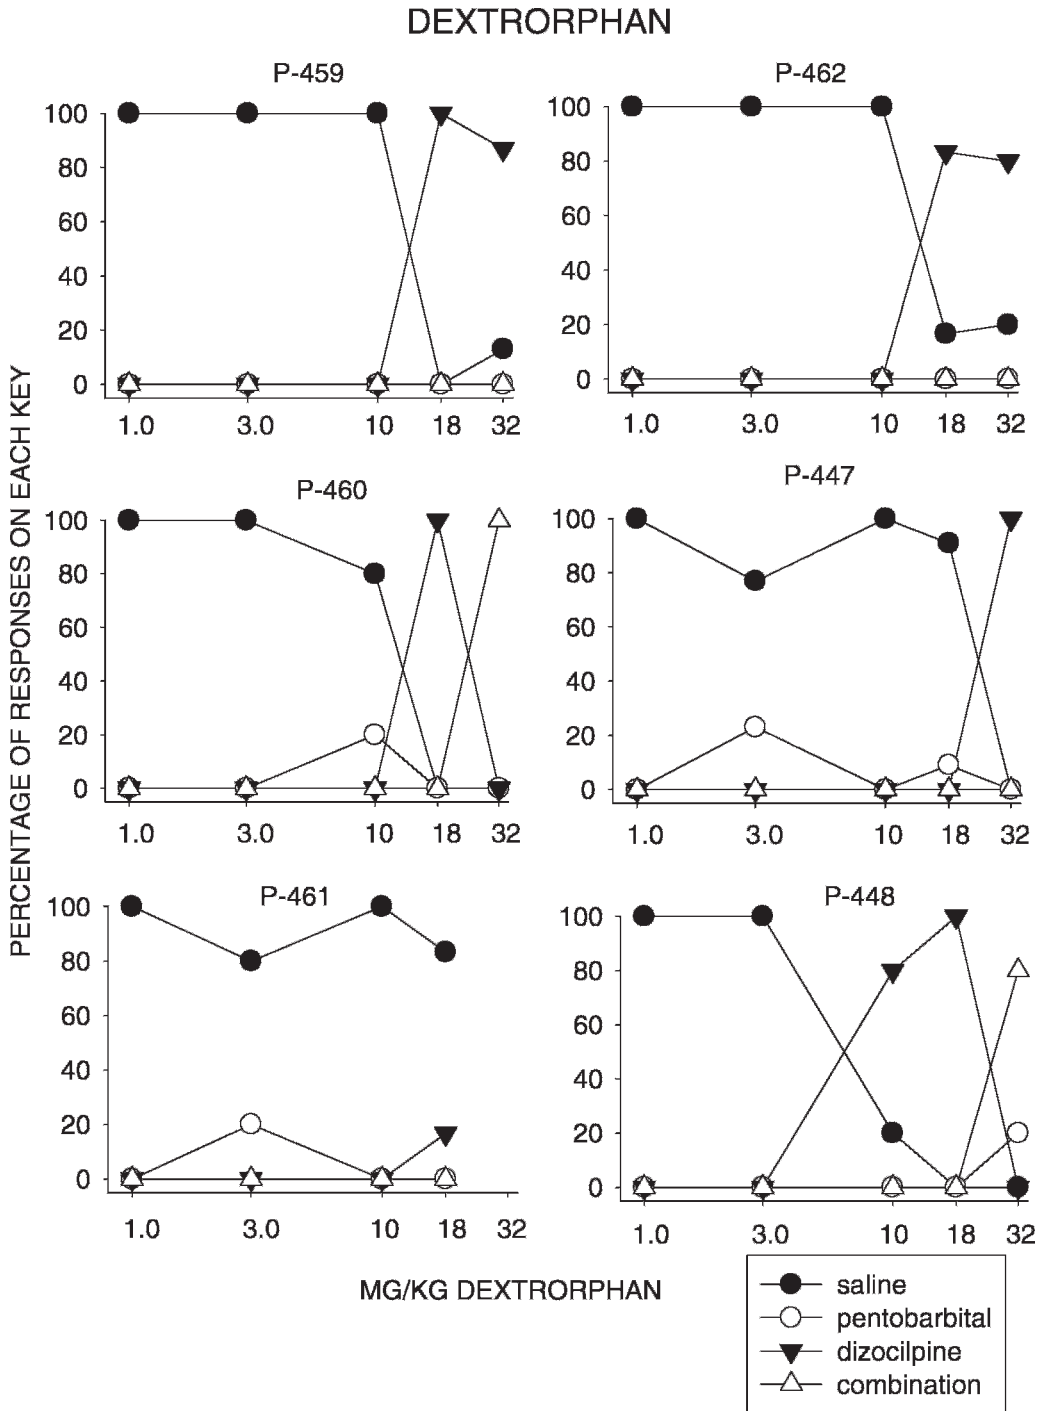 DEXTRORPHAN
PERCENTAGE OF RESPONSES ON EACH KEY
P-459
100
80
60
40
20
0
1.0 3.0 10 18 32
P-462
100
80
60
40
20
0
1.0 3.0 10 18 32
P-460
100
80
60
40
20
0
1.0 3.0 10 18 32
P-447
100
80
60
40
20
0
1.0 3.0 10 18 32
P-461
100
80
60
40
20
0
1.0 3.0 10 18 32
P-448
100
80
60
40
20
0
1.0 3.0 10 18 32
MG/KG DEXTRORPHAN
saline
pentobarbital
dizocilpine
combination